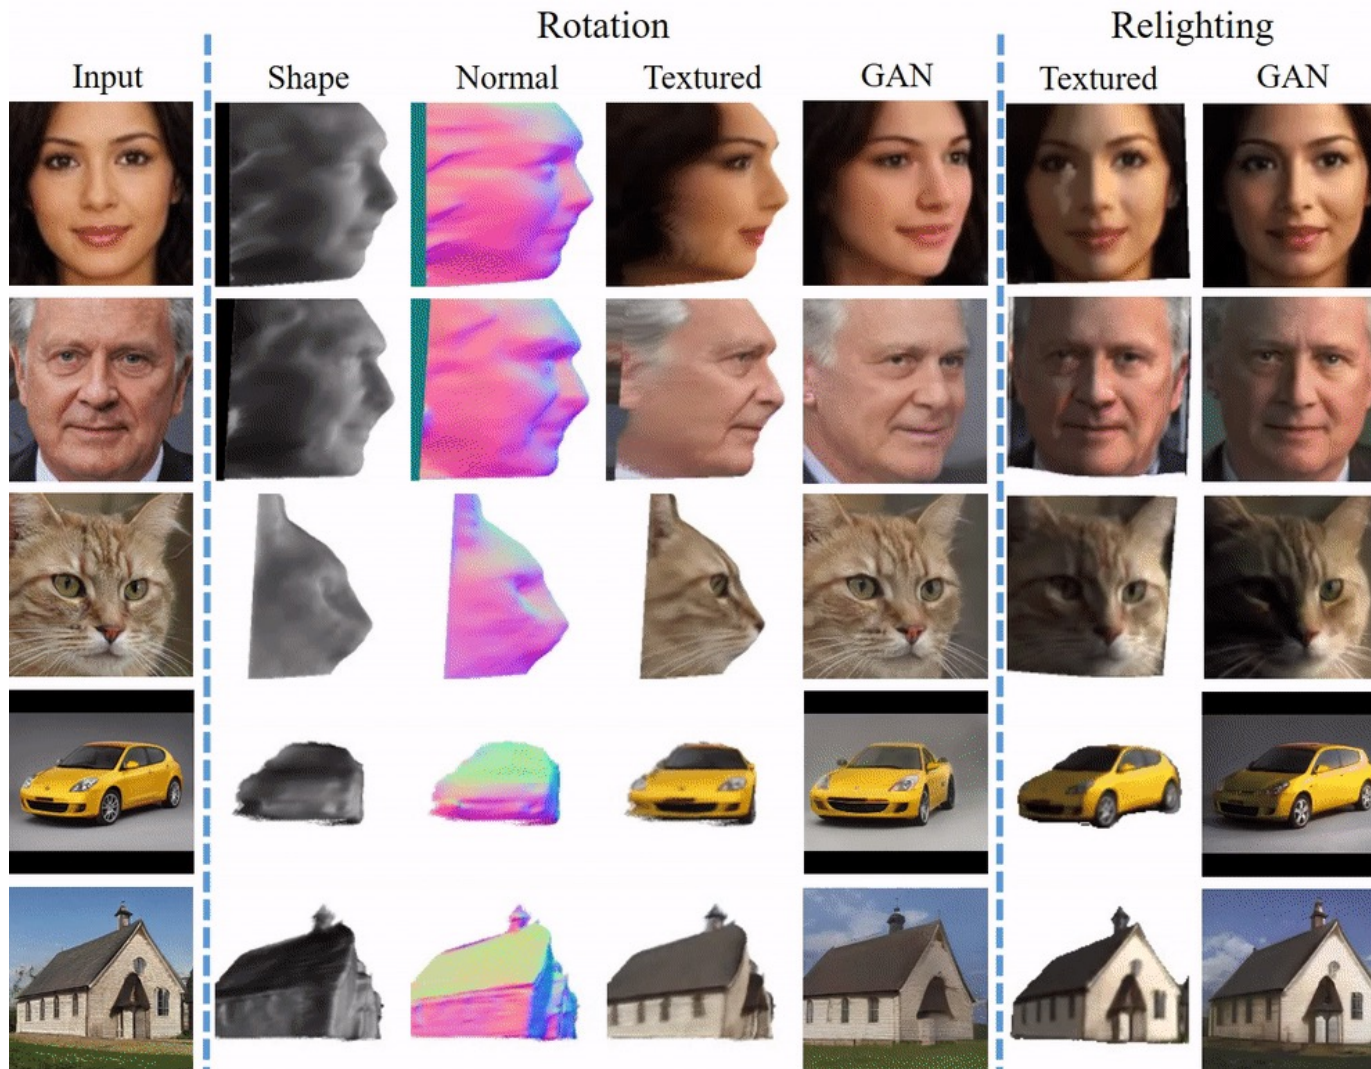 Rotation
Relighting
Input
Shape
Normal
Textured
GAN
Textured
GAN